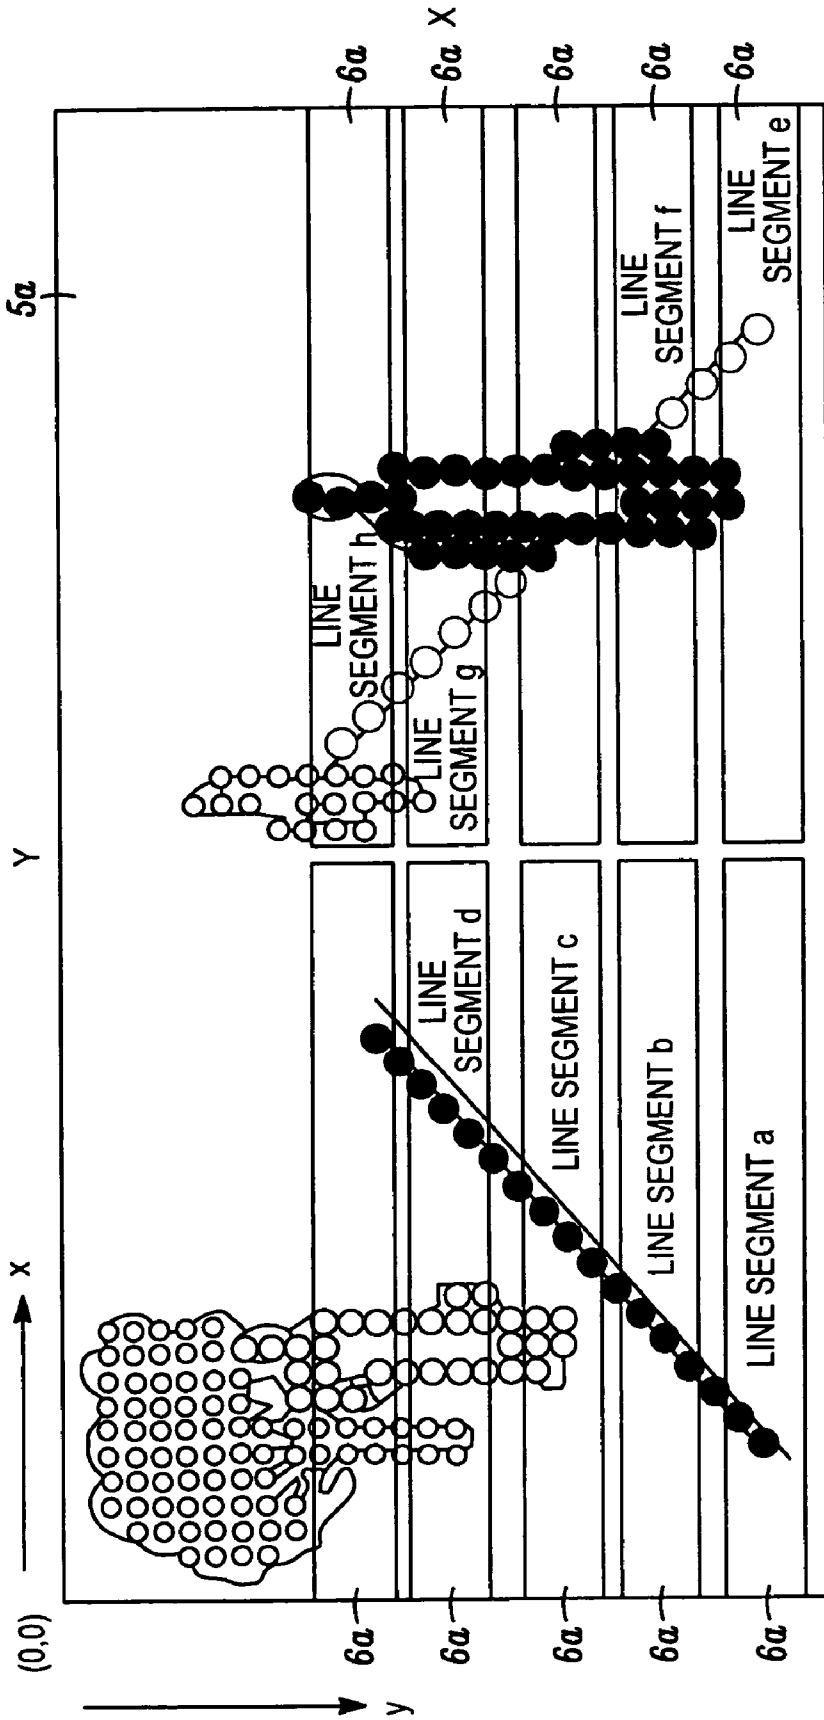 (0,0)
x
Y
5a
y
6a
6a
6a
6a
6a
LINE
SEGMENT d
LINE SEGMENT c
LINE SEGMENT b
LINE SEGMENT a
LINE
SEGMENT h
LINE
SEGMENT g
LINE
SEGMENT f
LINE
SEGMENT e
6a
6a
X
6a
6a
6a